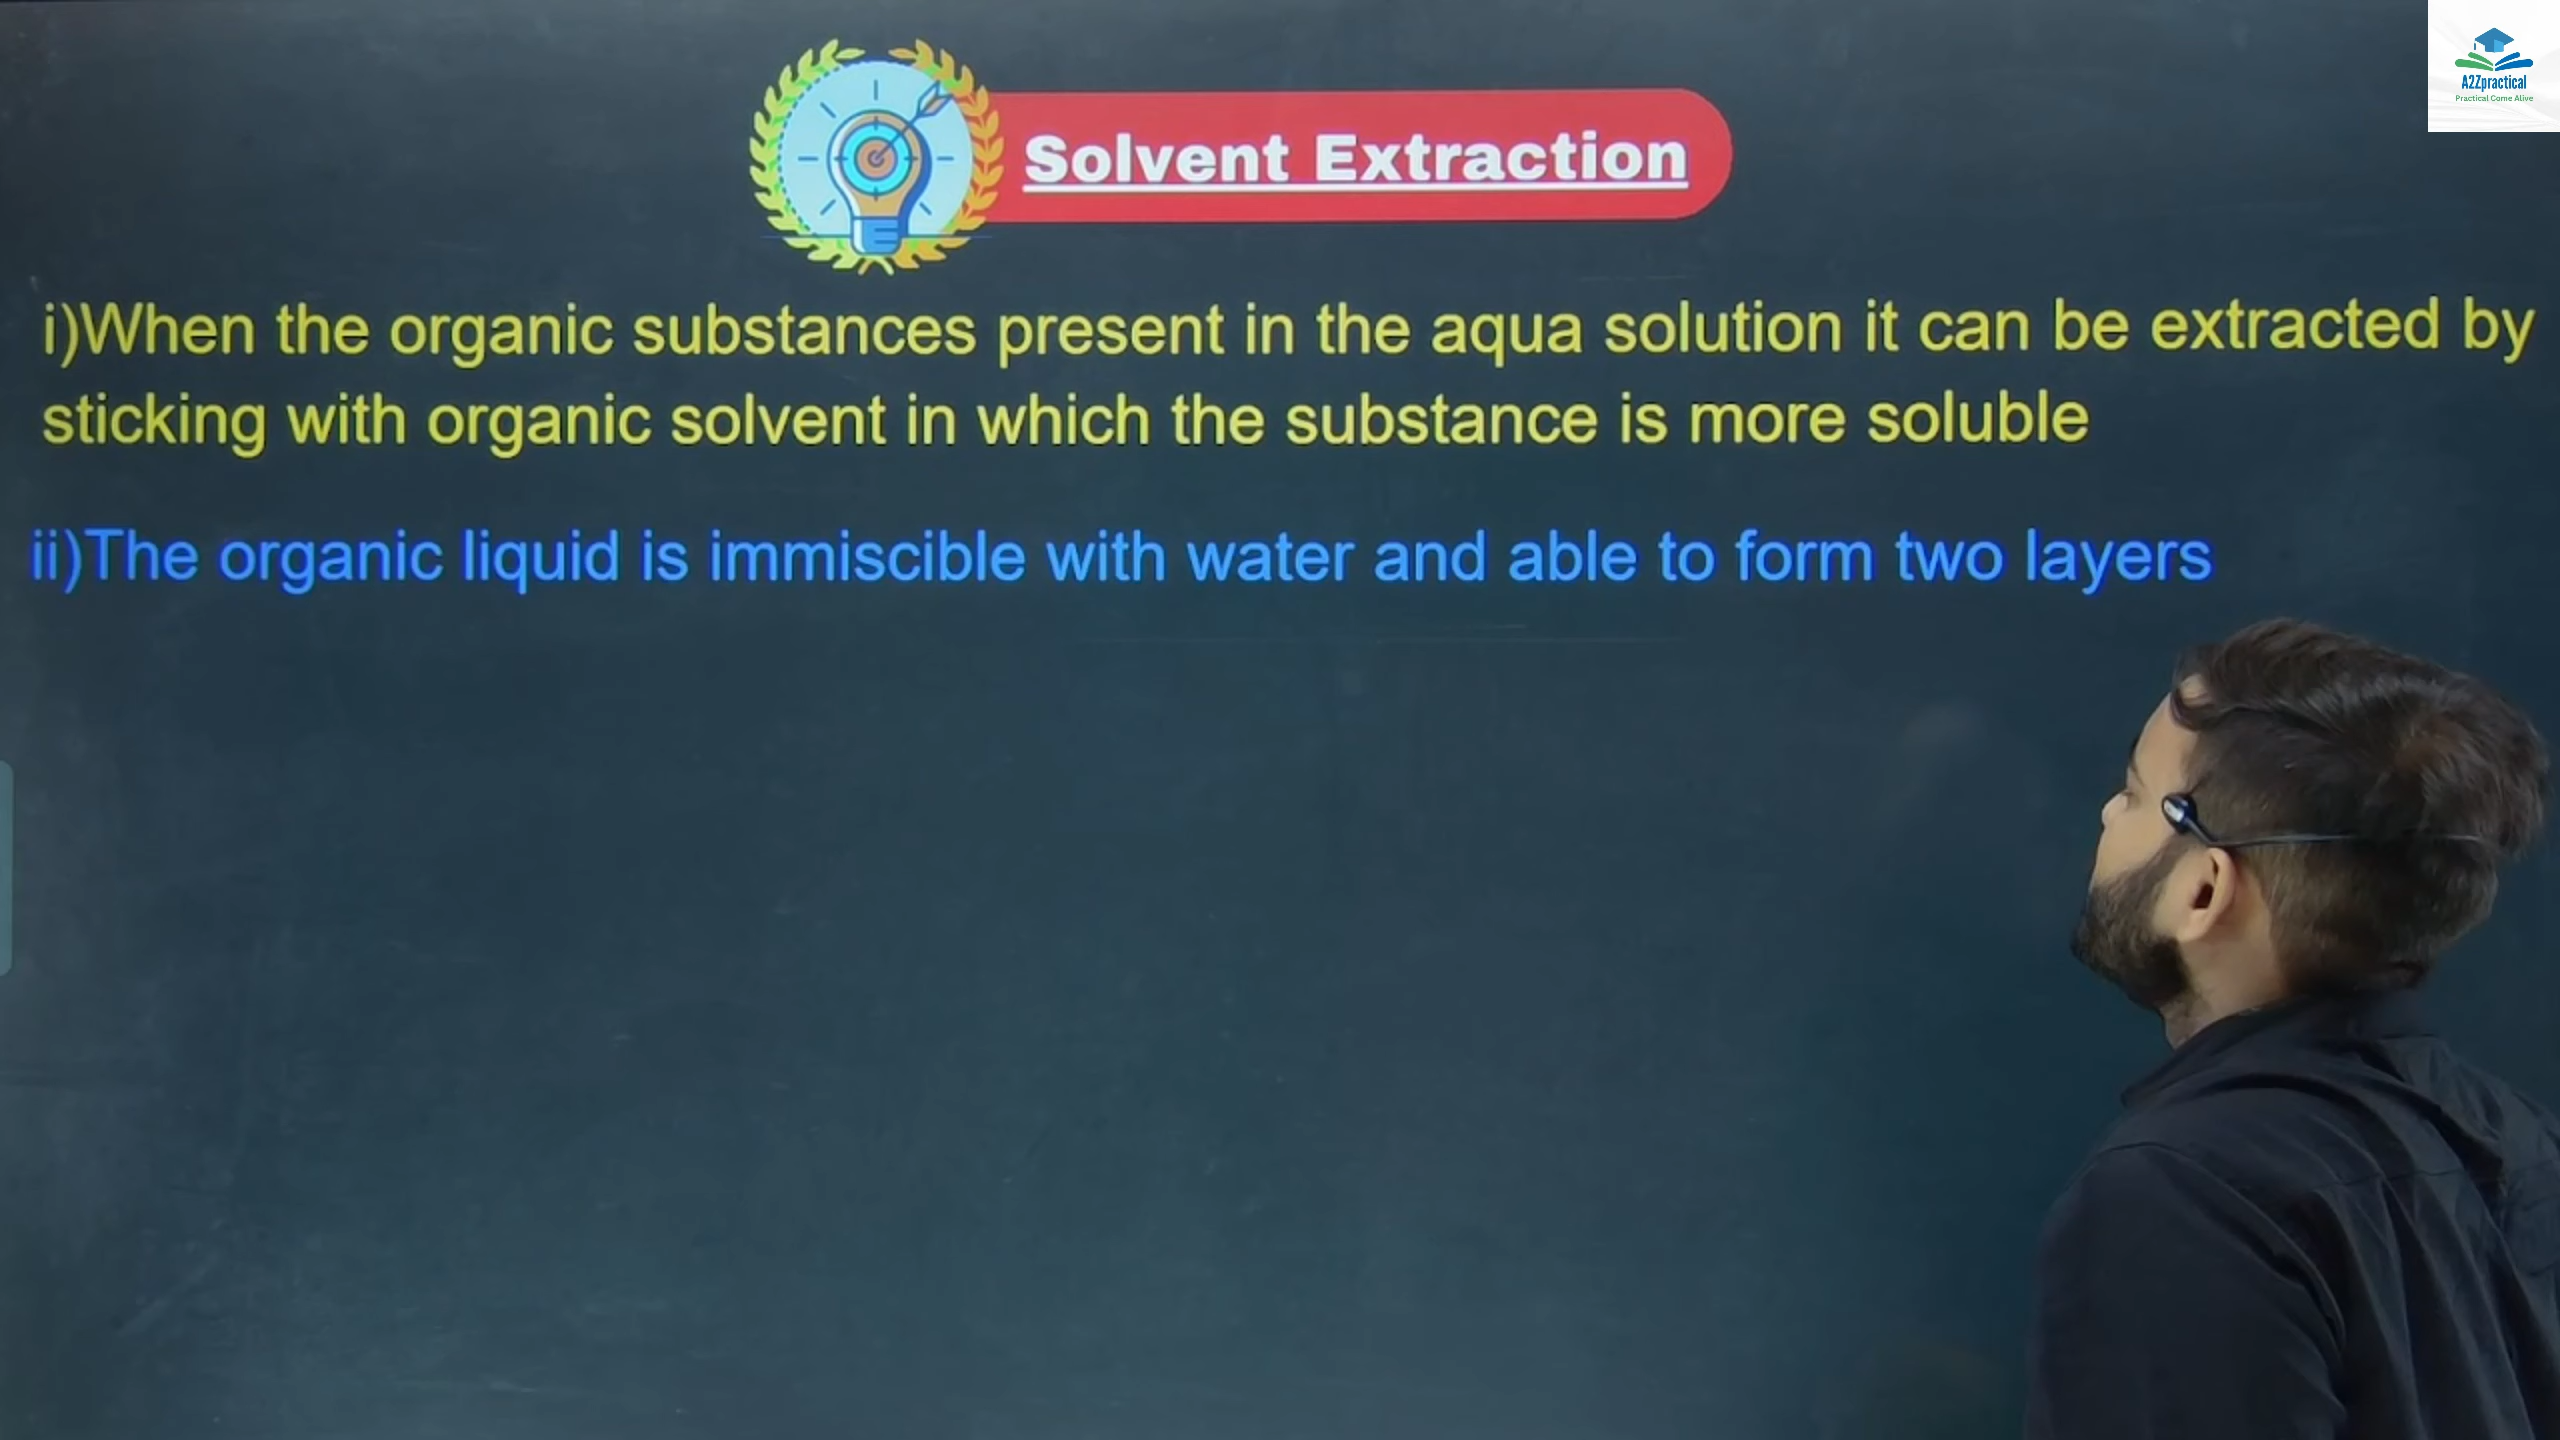 A2Zpractical
Practical Come Alive
Solvent Extraction
i)When the organic substances present in the aqua solution it can be extracted by
sticking with organic solvent in which the substance is more soluble
ii)The organic liquid is immiscible with water and able to form two layers